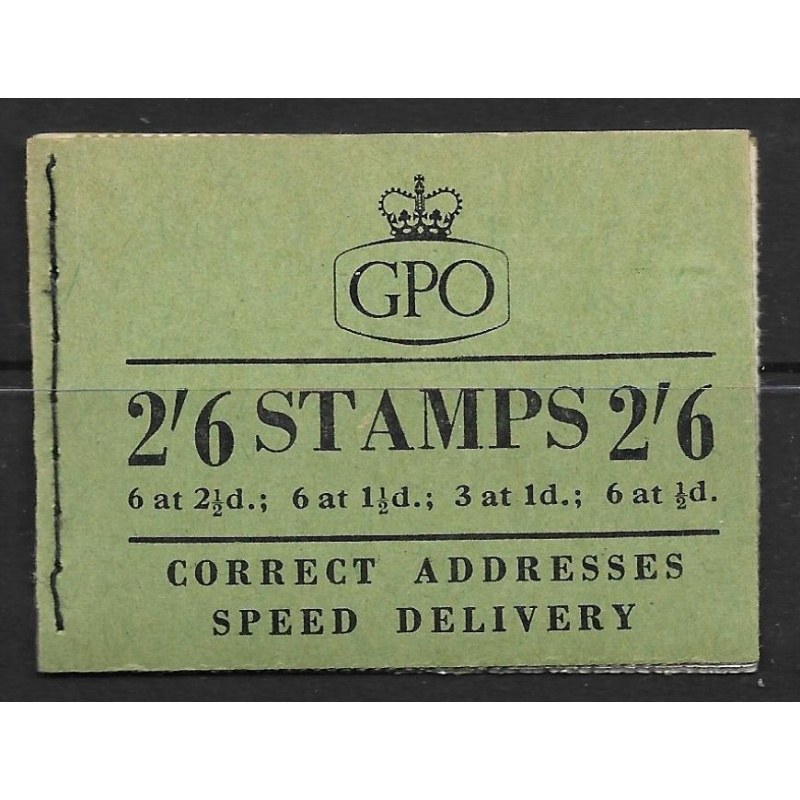 GPO
2'6 STAMPS 2'6
6 at 2½d.; 6 at 1½d.; 3 at 1d.; 6 at ½d.
CORRECT ADDRESSES
SPEED DELIVERY